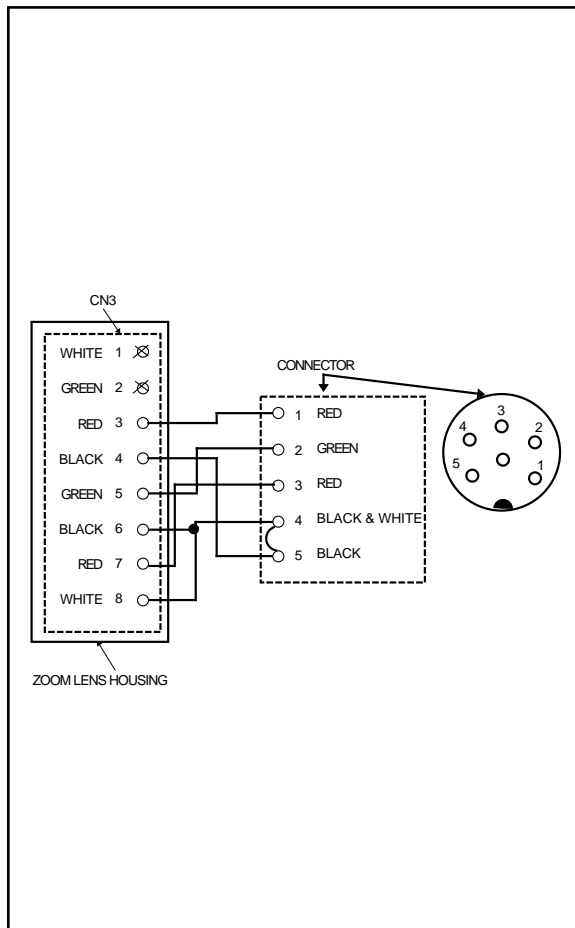 CN3
WHITE 1
GREEN 2
RED 3
BLACK 4
GREEN 5
BLACK 6
RED 7
WHITE 8
ZOOM LENS HOUSING
CONNECTOR
1 RED
2 GREEN
3 RED
4 BLACK & WHITE
5 BLACK
3
4
2
5
1